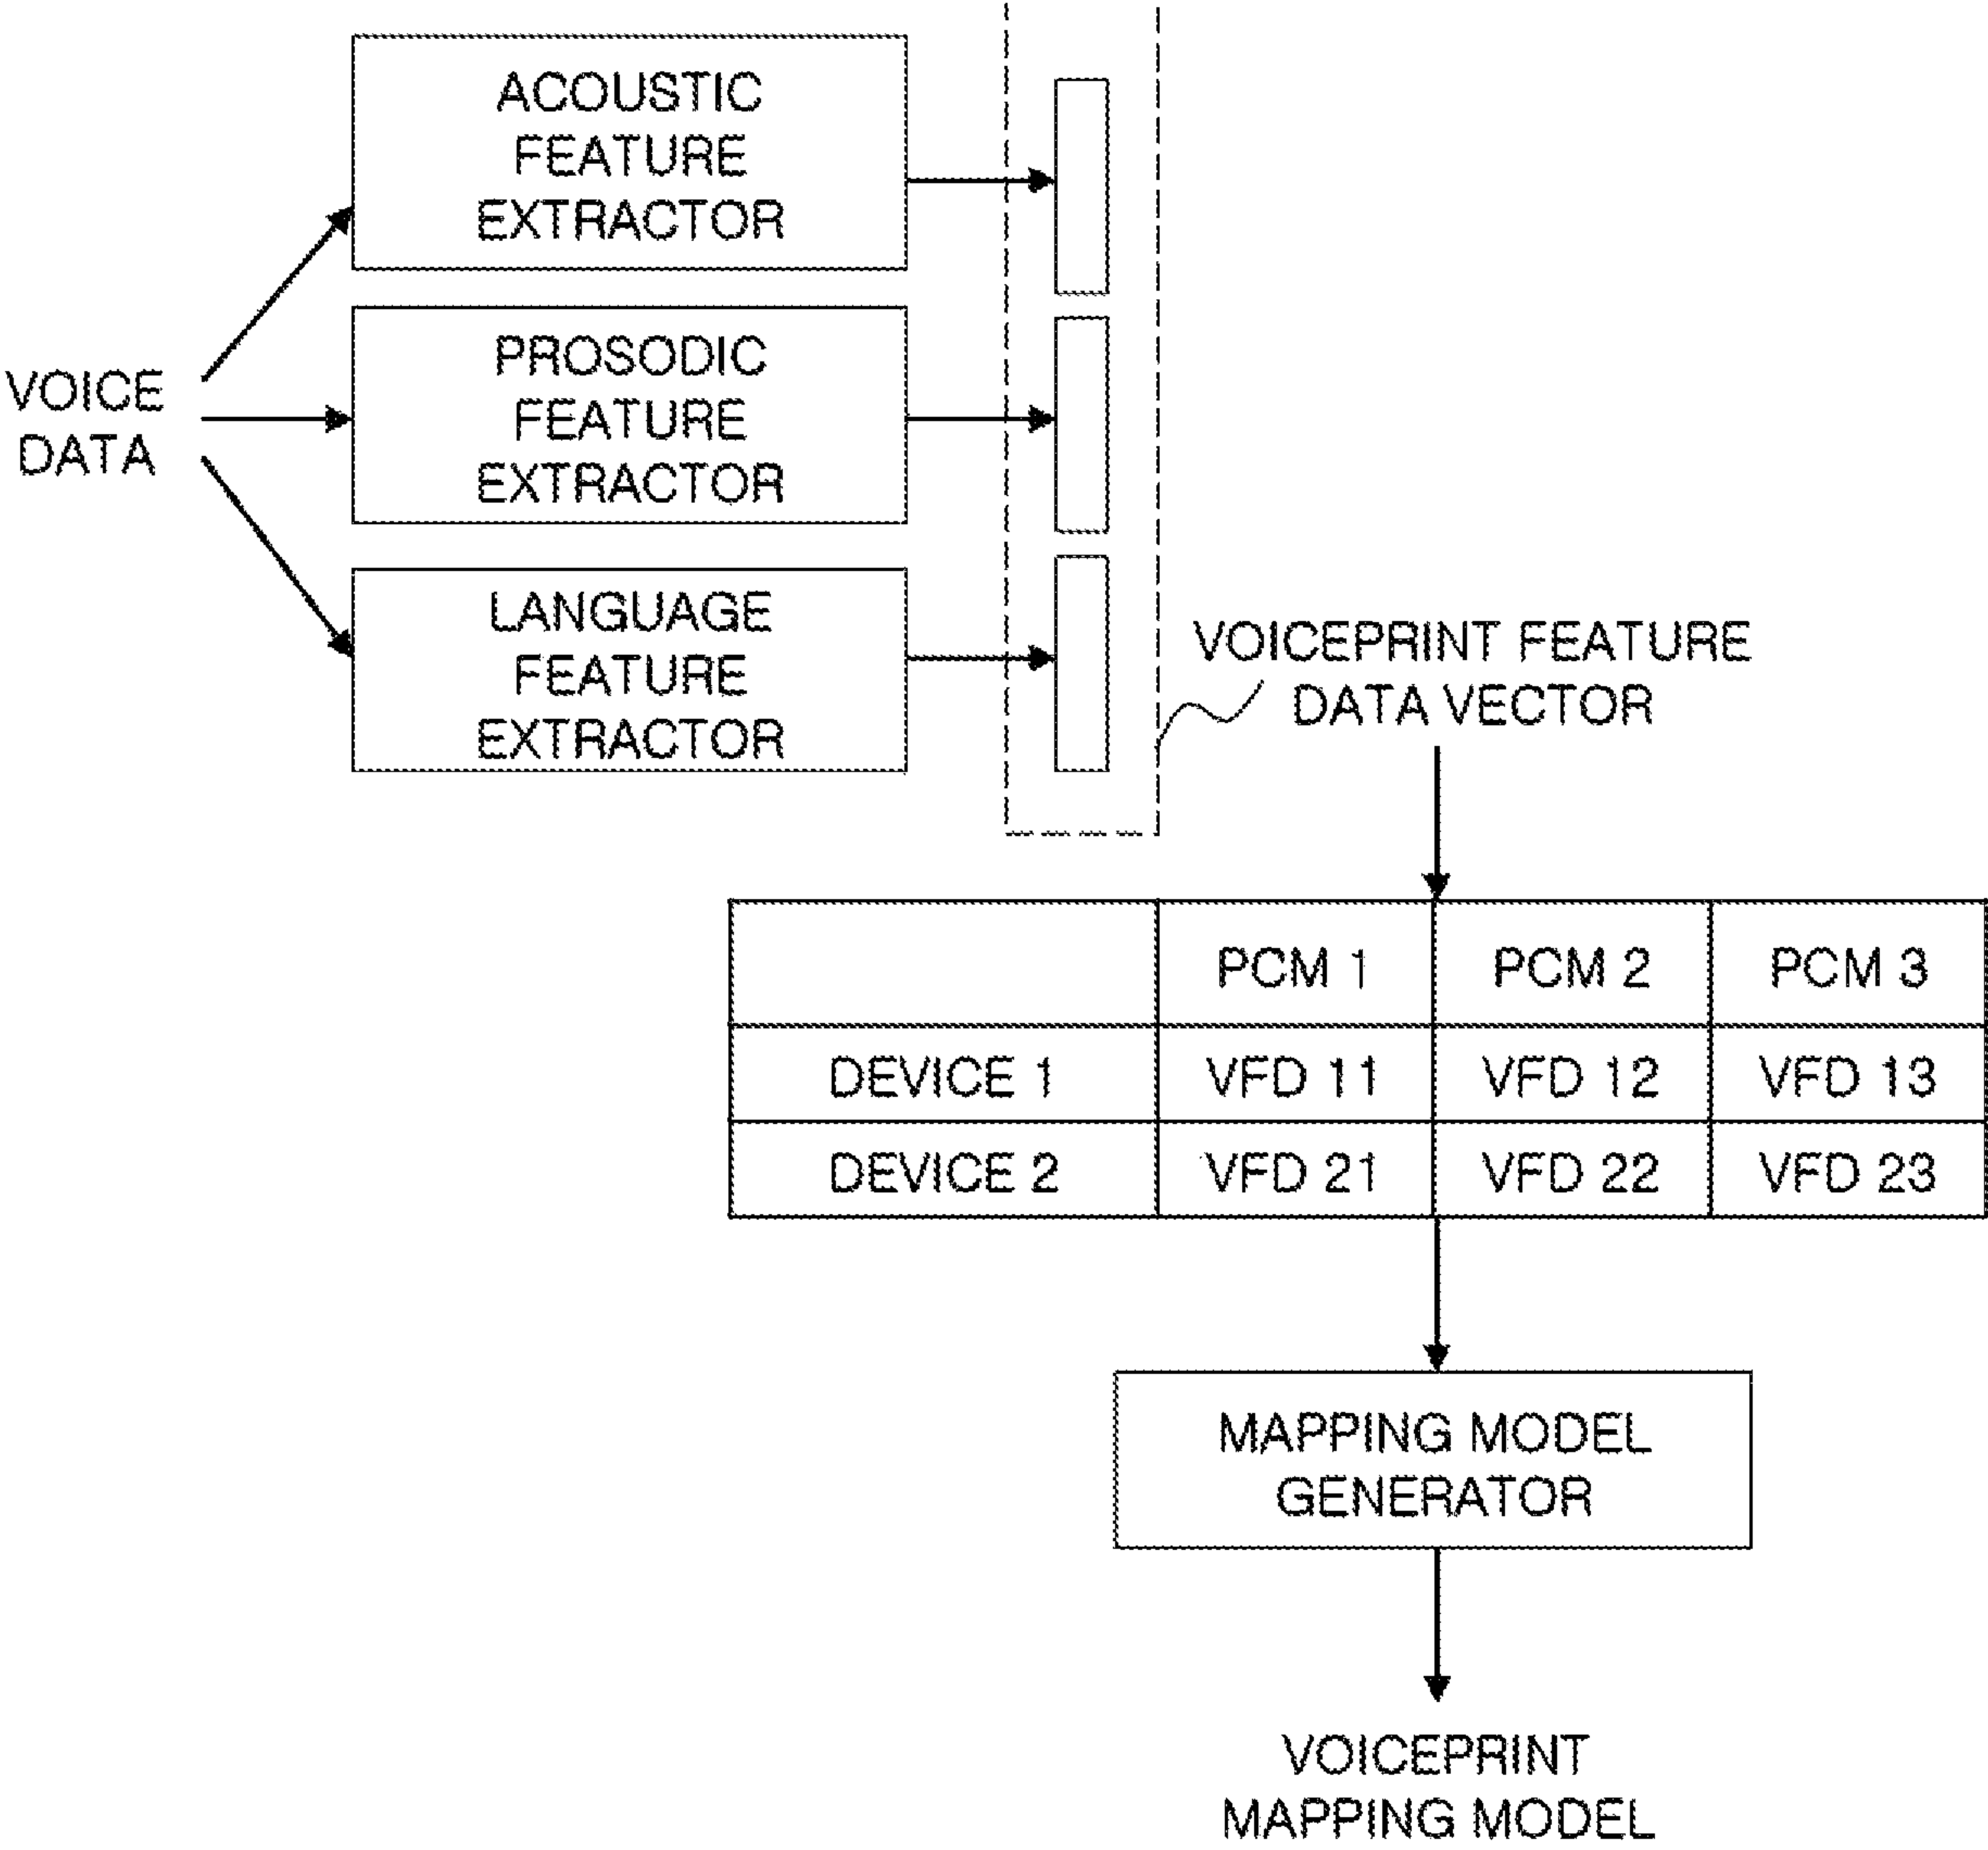 ACOUSTIC
FEATURE
EXTRACTOR
VOICE
DATA
PROSODIC
FEATURE
EXTRACTOR
LANGUAGE
FEATURE
EXTRACTOR
VOICEPRINT FEATURE
DATA VECTOR
PCM 1 PCM 2 PCM 3
DEVICE 1 VFD 11 VFD 12 VFD 13
DEVICE 2 VFD 21 VFD 22 VFD 23
MAPPING MODEL
GENERATOR
VOICEPRINT
MAPPING MODEL